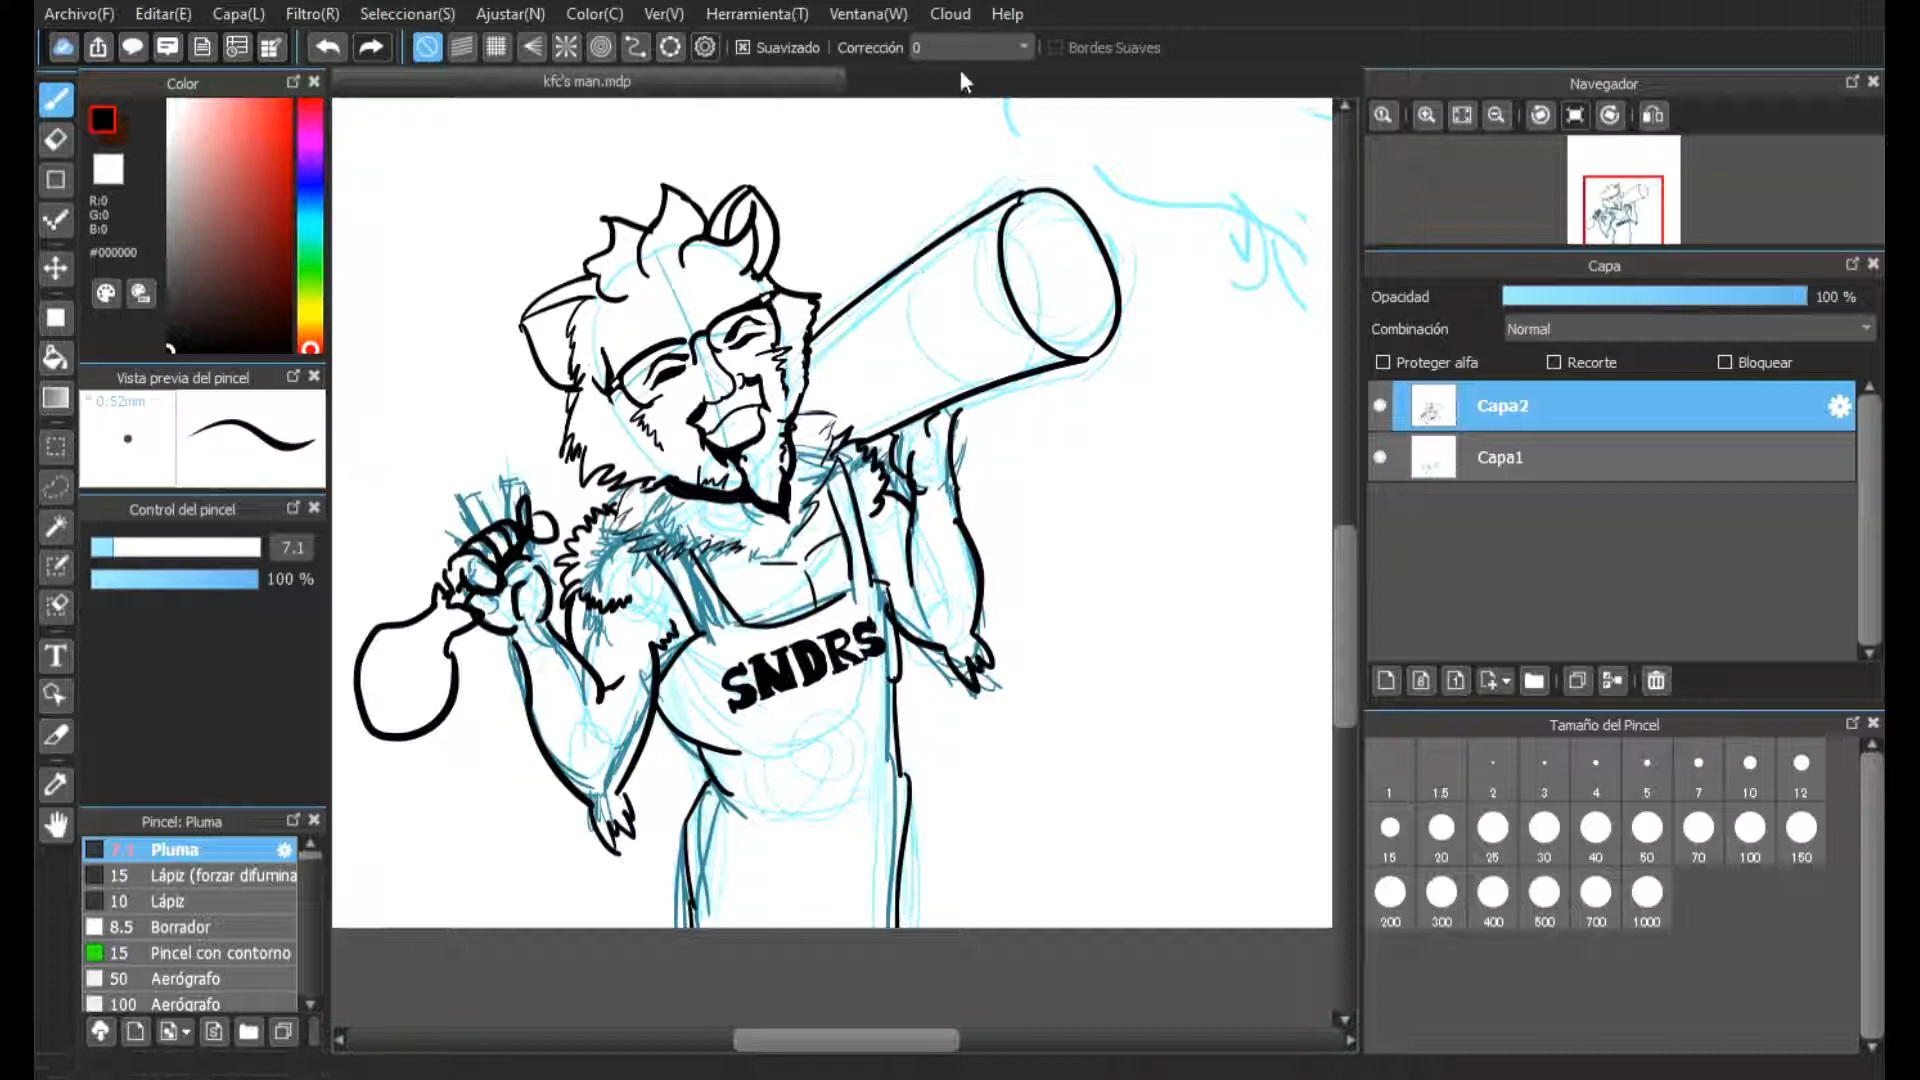 Archivo(F) Editar(E) Capa(L) Filtro(R) Seleccionar(S) Ajustar(N) Color(C) Ver(V) Herramienta(T) Ventana(W) Cloud Help
Suavizado Corrección 0 Bordes Suaves
Color
kfc's man.mdp
Navegador
R:0
G:0
B:0
#000000
Capa
Opacidad 100 %
Combinación Normal
Proteger alfa Recorte Bloquear
Capa2
Capa1
Vista previa del pincel
0.52mm
Control del pincel
7.1
100 %
SNDRS
T
Tamaño del Pincel
1 1.5 2 3 4 5 7 10 12
15 20 25 30 40 50 70 100 150
200 300 400 500 700 1000
Pincel: Pluma
7.1 Pluma
15 Lápiz (forzar difumina
10 Lápiz
8.5 Borrador
15 Pincel con contorno
50 Aerógrafo
100 Aerógrafo